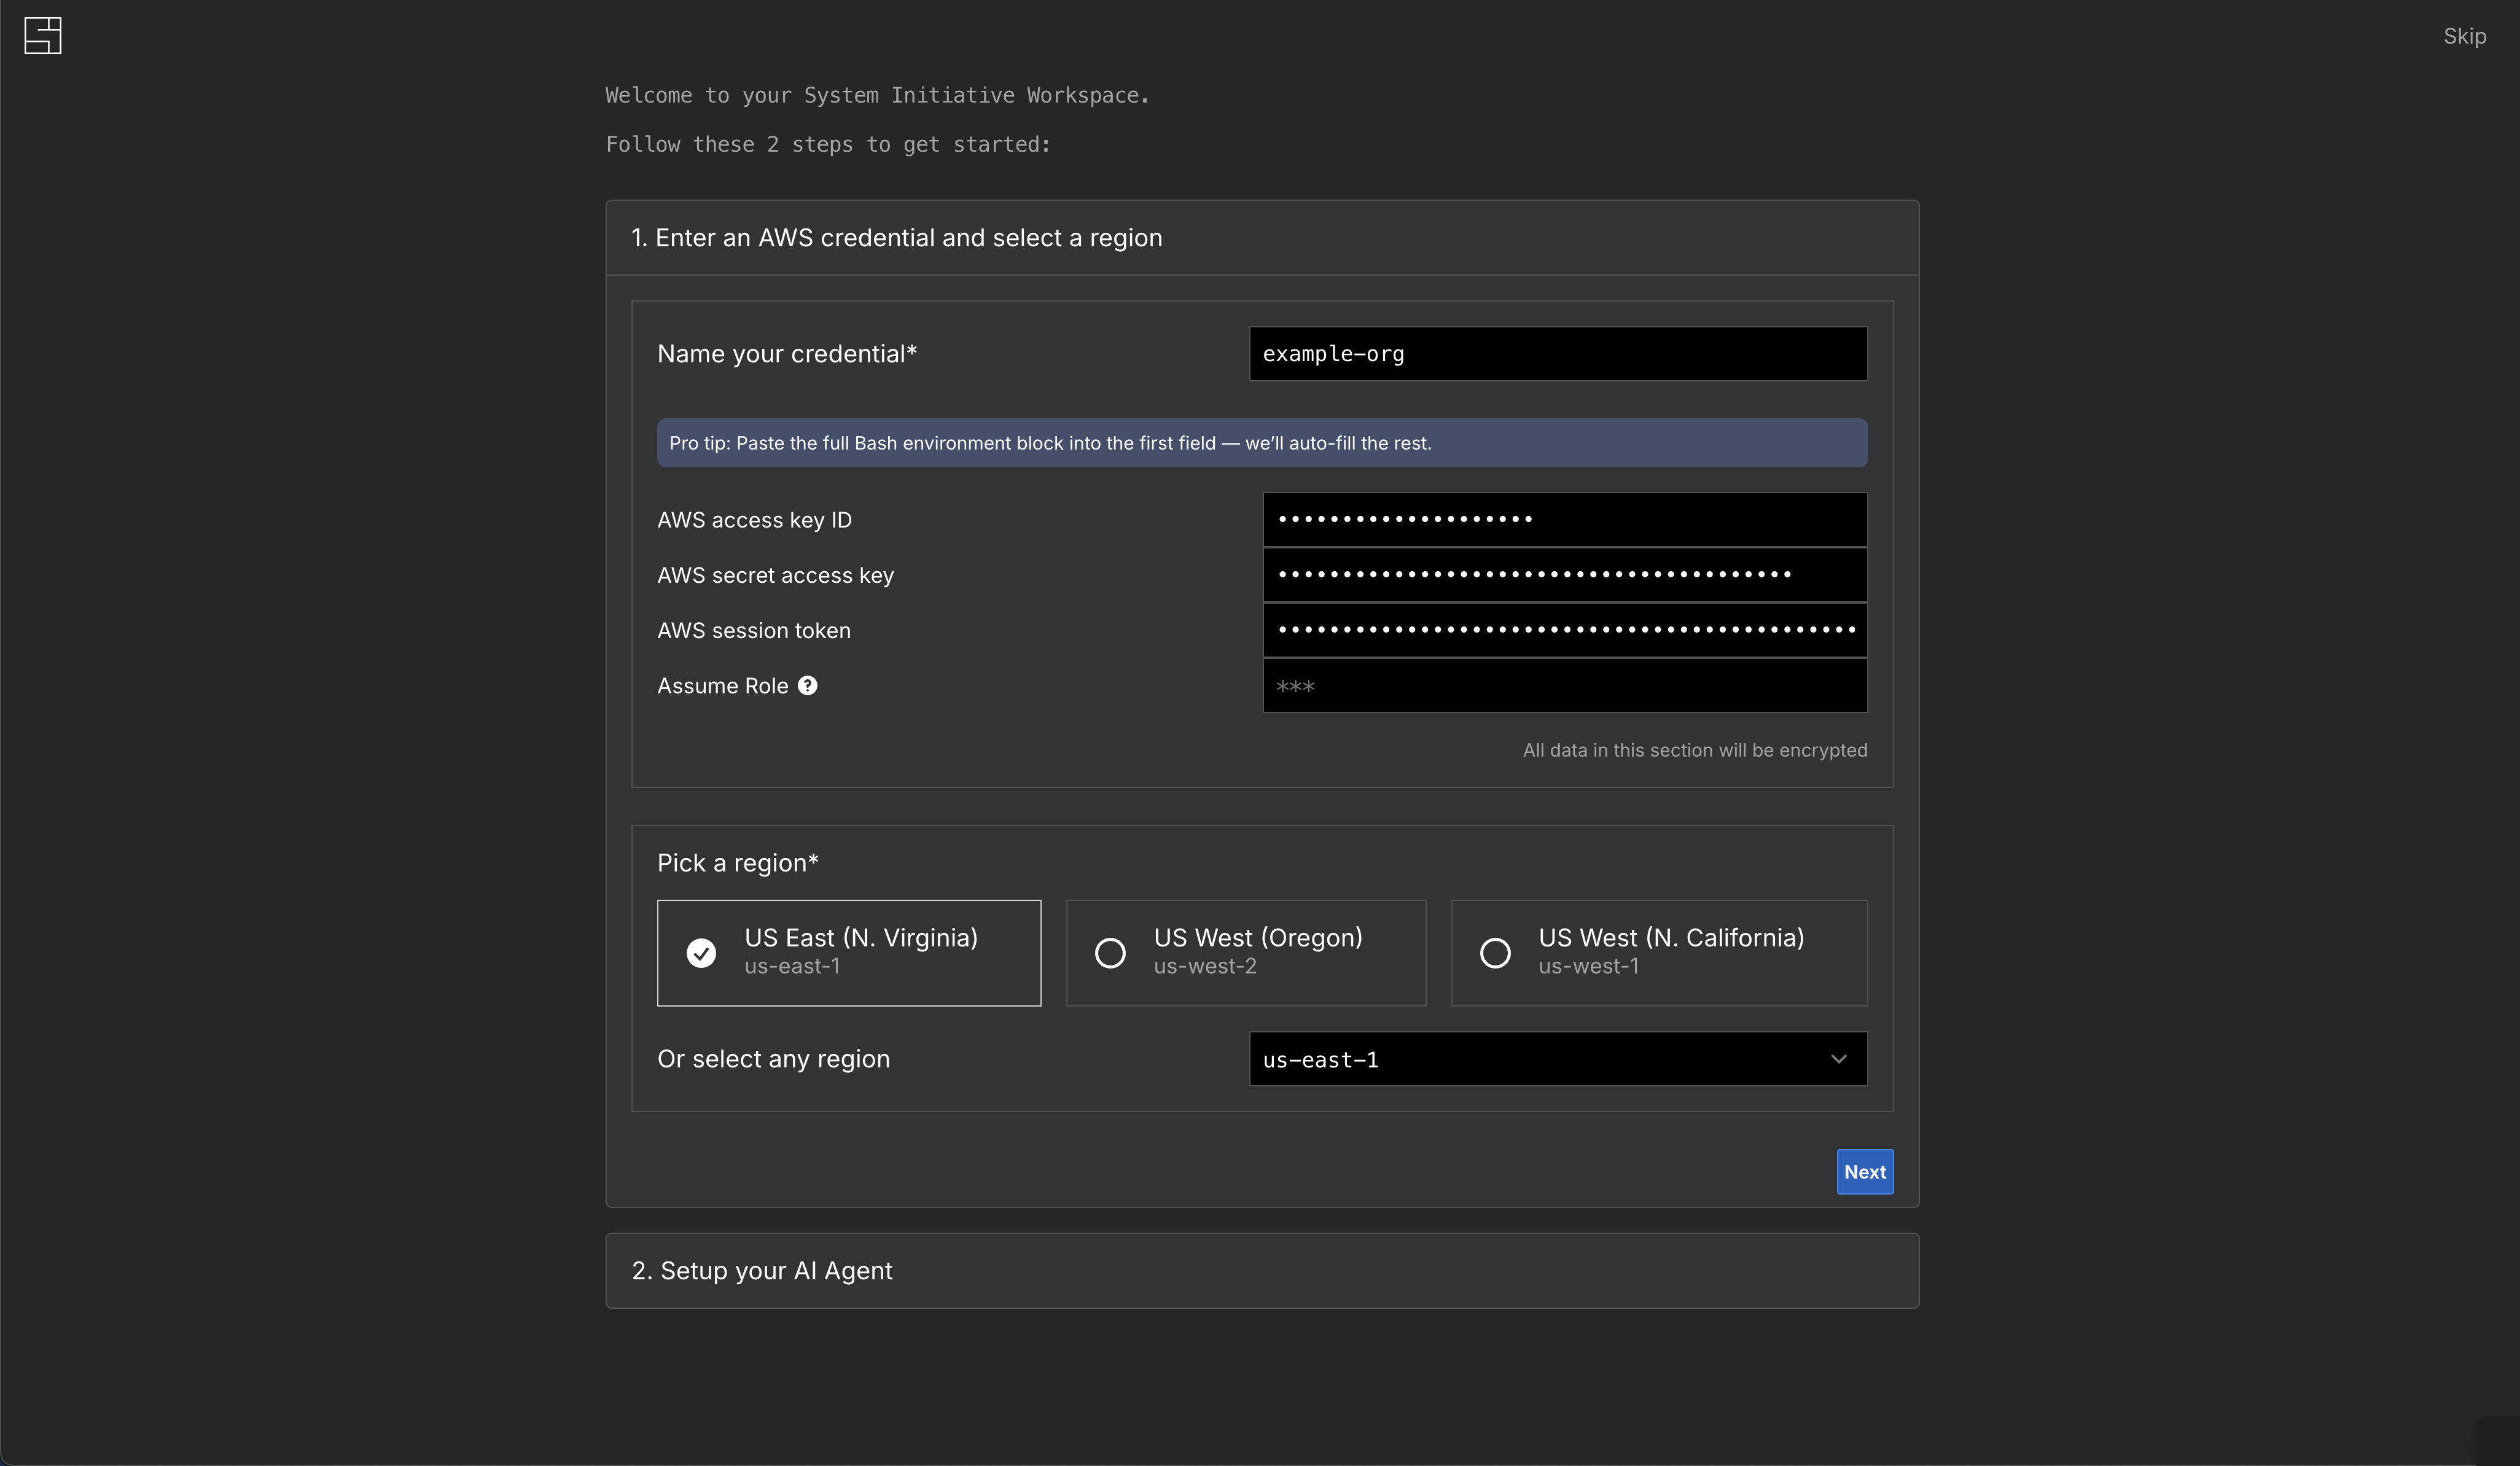 Skip
Welcome to your System Initiative Workspace.
Follow these 2 steps to get started:
1. Enter an AWS credential and select a region
Name your credential*
example-org
Pro tip: Paste the full Bash environment block into the first field — we’ll auto-fill the rest.
AWS access key ID
AWS secret access key
AWS session token
Assume Role ?
***
All data in this section will be encrypted
Pick a region*
US East (N. Virginia)
us-east-1
US West (Oregon)
us-west-2
US West (N. California)
us-west-1
Or select any region
us-east-1
Next
2. Setup your AI Agent